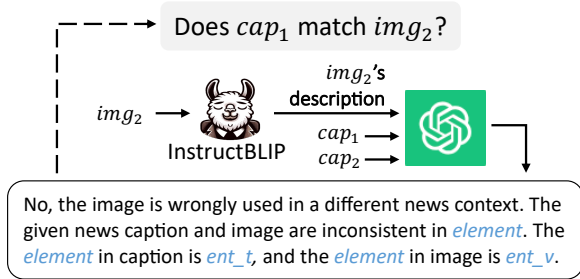 Does cap₁ match img₂?
img₂'s
description
img₂
cap₁
InstructBLIP
cap₂
No, the image is wrongly used in a different news context. The
given news caption and image are inconsistent in element. The
element in caption is ent_t, and the element in image is ent_v.